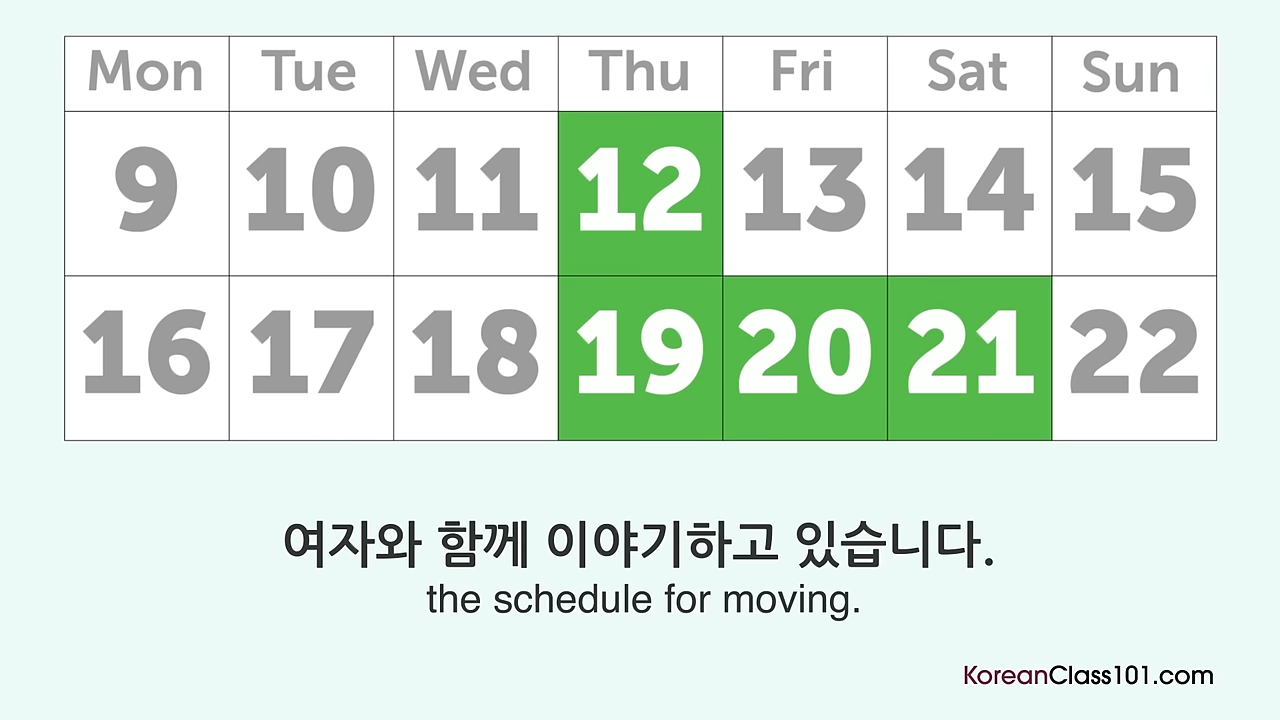 Mon Tue Wed Thu Fri Sat Sun
9 10 11 12 13 14 15
16 17 18 19 20 21 22
여자와 함께 이야기하고 있습니다.
the schedule for moving.
KoreanClass101.com